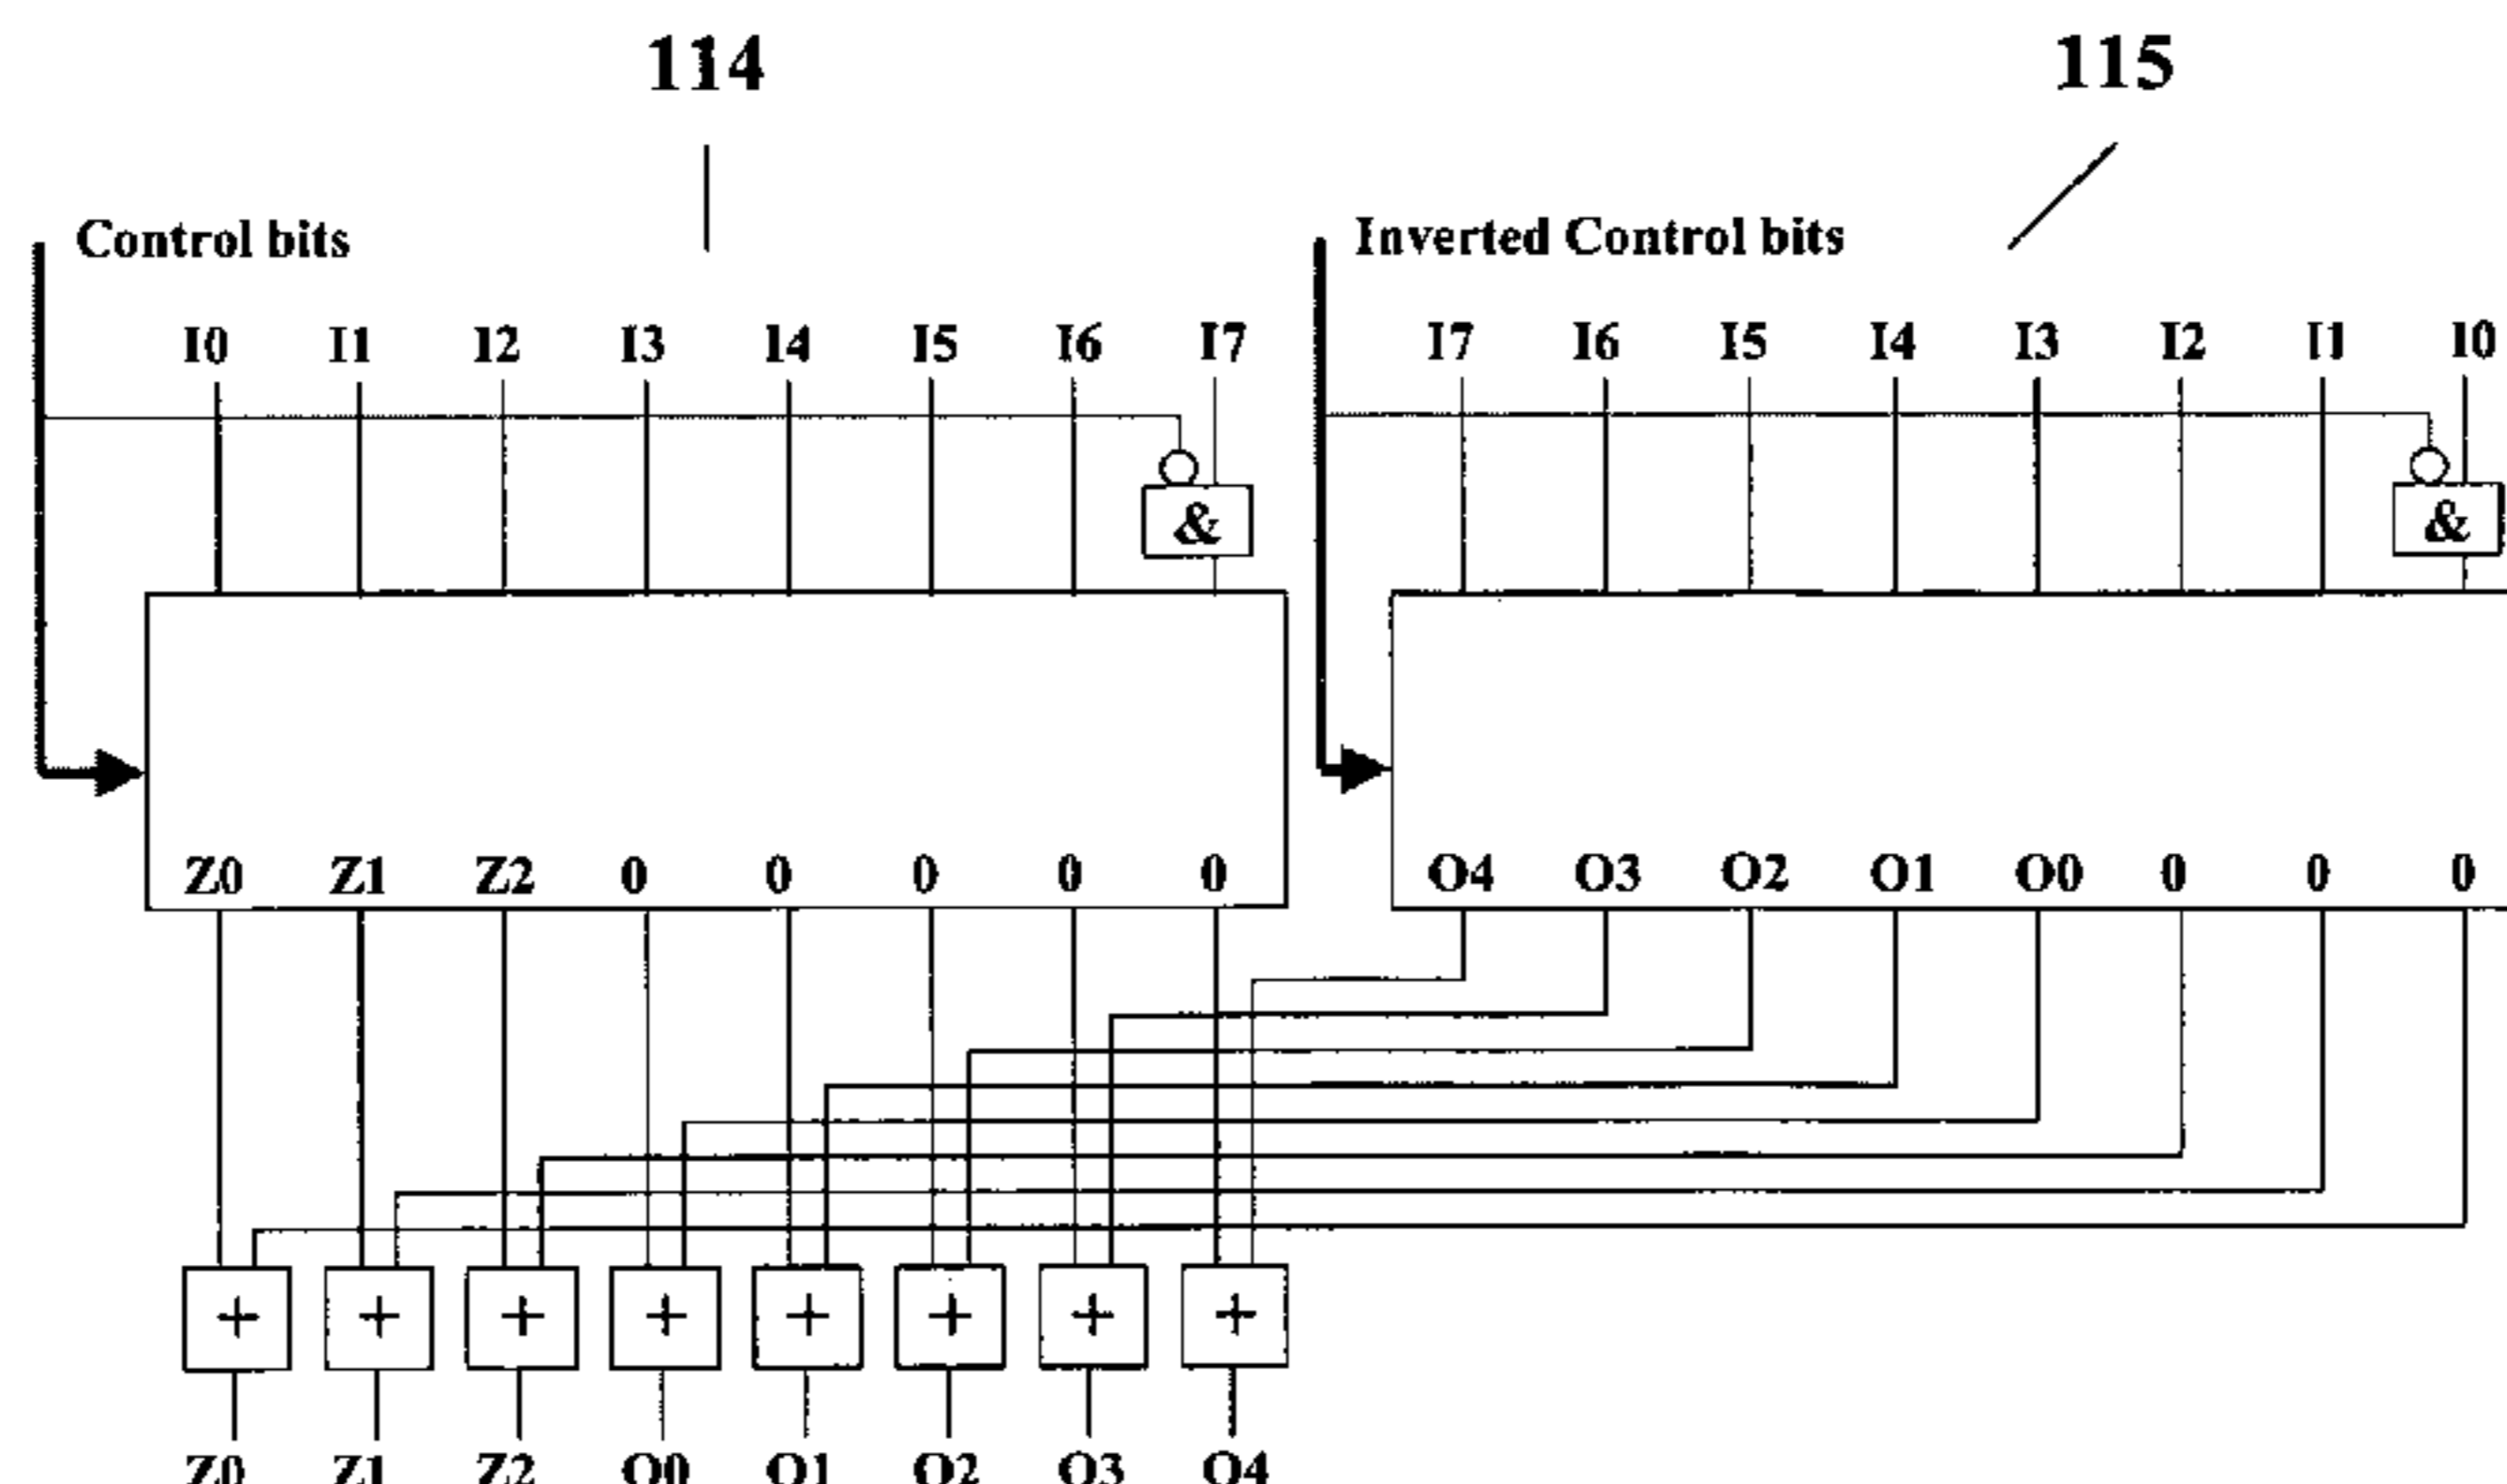 114 115
Control bits Inverted Control bits
I0 I1 I2 I3 I4 I5 I6 I7 I7 I6 I5 I4 I3 I2 I1 I0
& &
Z0 Z1 Z2 0 0 0 0 0 O4 O3 O2 O1 O0 0 0 0
+ + + + + + + +
Z0 Z1 Z2 O0 O1 O2 O3 O4